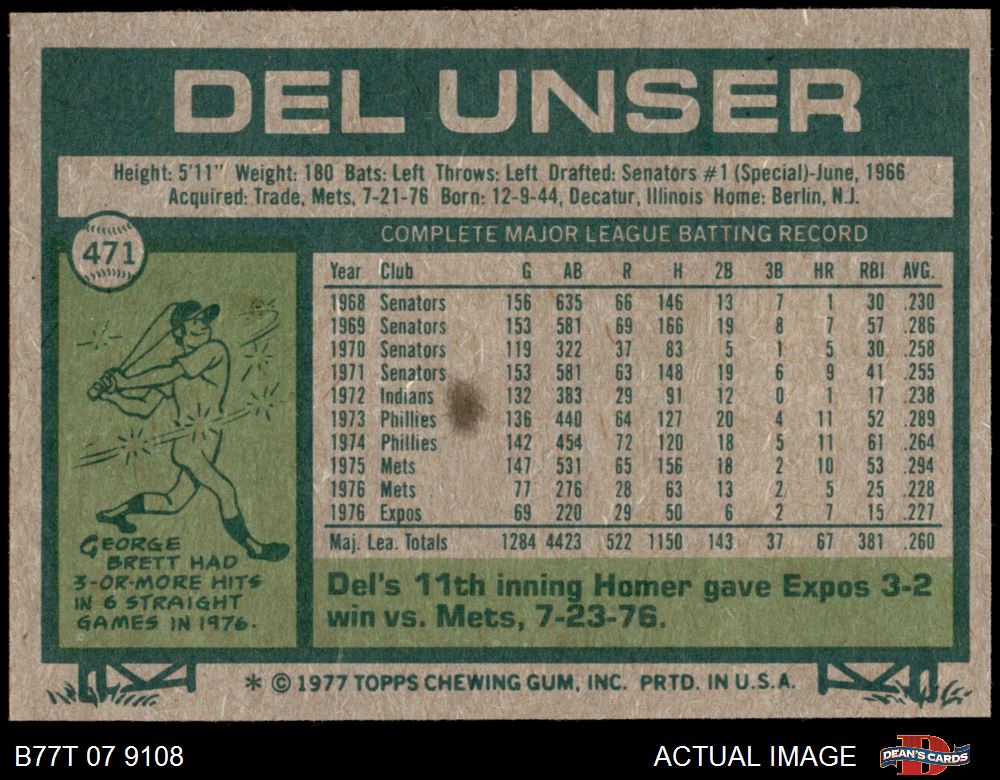 DEL UNSER
Height: 5'11" Weight: 180 Bats: Left Throws: Left Drafted: Senators #1 (Special)-June, 1966
Acquired: Trade, Mets, 7-21-76 Born: 12-9-44, Decatur, Illinois Home: Berlin, N.J.
471
COMPLETE MAJOR LEAGUE BATTING RECORD
Year Club G AB R H 2B 3B HR RBI AVG.
1968 Senators 156 635 66 146 13 7 1 30 .230
1969 Senators 153 581 69 166 19 8 7 57 .286
1970 Senators 119 322 37 83 5 1 5 30 .258
1971 Senators 153 581 63 148 19 6 9 41 .255
1972 Indians 132 383 29 91 12 0 1 17 .238
1973 Phillies 136 440 64 127 20 4 11 52 .289
1974 Phillies 142 454 72 120 18 5 11 61 .264
1975 Mets 147 531 65 156 18 2 10 53 .294
1976 Mets 77 276 28 63 13 2 5 25 .228
1976 Expos 69 220 29 50 6 2 7 15 .227
Maj. Lea. Totals 1284 4423 522 1150 143 37 67 381 .260
GEORGE
BRETT HAD
3-OR-MORE HITS
IN 6 STRAIGHT
GAMES IN 1976.
Del's 11th inning Homer gave Expos 3-2
win vs. Mets, 7-23-76.
* © 1977 TOPPS CHEWING GUM, INC. PRTD. IN U.S.A.
B77T 07 9108
ACTUAL IMAGE
D
DEAN'S CARDS